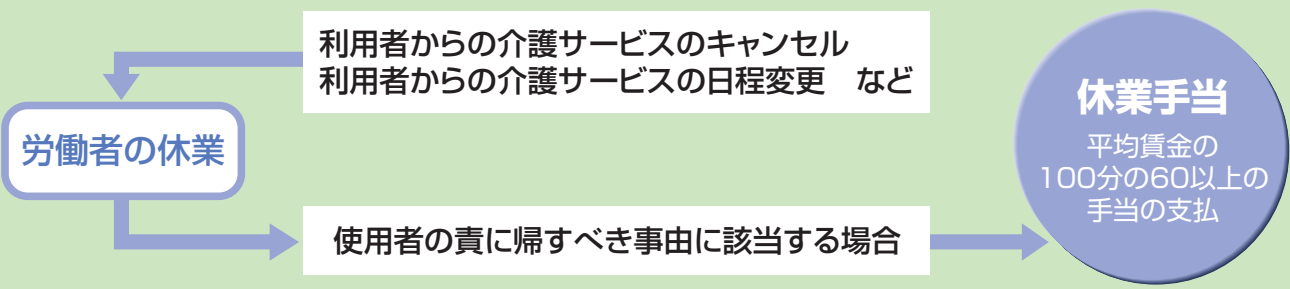 利用者からの介護サービスのキャンセル
利用者からの介護サービスの日程変更　など
労働者の休業
使用者の責に帰すべき事由に該当する場合
休業手当
平均賃金の
100分の60以上の
手当の支払